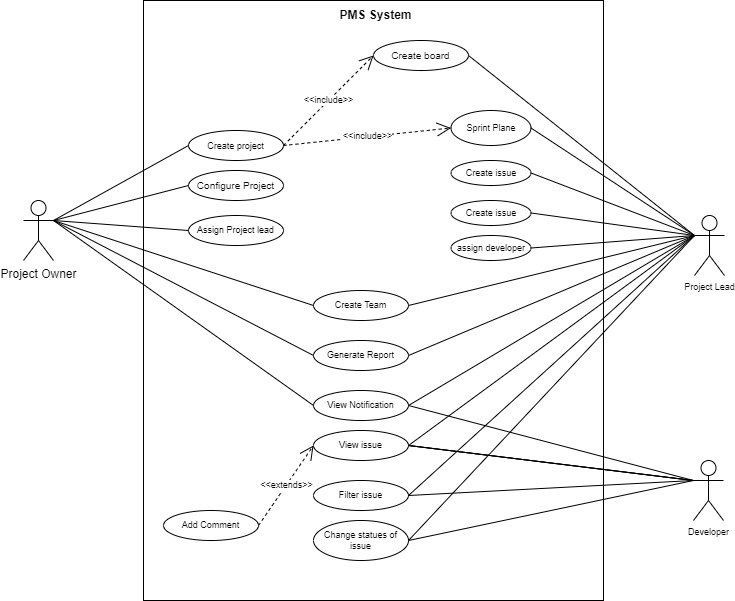 PMS System
Create board
<<include>>
Sprint Plane
<<include>>
Create project
Create issue
Configure Project
Create issue
Assign Project lead
assign developer
Project Owner
Project Lead
Create Team
Generate Report
View Notification
View issue
<<extends>>
Filter issue
Add Comment
Change statues of
issue
Developer